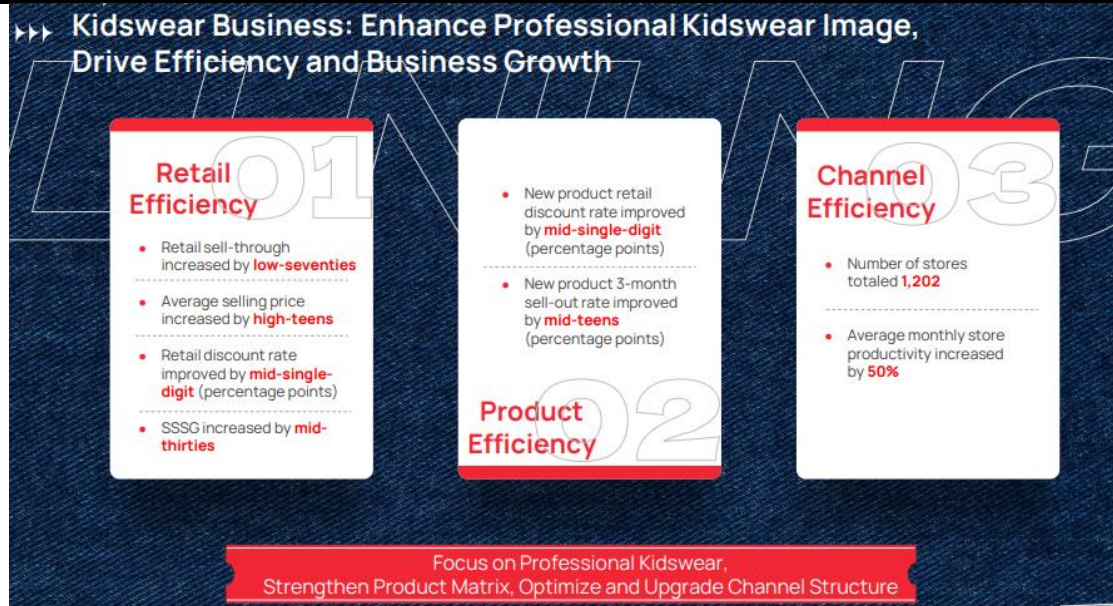 Kidswear Business: Enhance Professional Kidswear Image,
Drive Efficiency and Business Growth
LI-NING
01
Retail
Efficiency
• Retail sell-through
increased by low-seventies
• Average selling price
increased by high-teens
• Retail discount rate
improved by mid-single-
digit (percentage points)
• SSSG increased by mid-
thirties
• New product retail
discount rate improved
by mid-single-digit
(percentage points)
• New product 3-month
sell-out rate improved
by mid-teens
(percentage points)
02
Product
Efficiency
03
Channel
Efficiency
• Number of stores
totaled 1,202
• Average monthly store
productivity increased
by 50%
Focus on Professional Kidswear,
Strengthen Product Matrix, Optimize and Upgrade Channel Structure